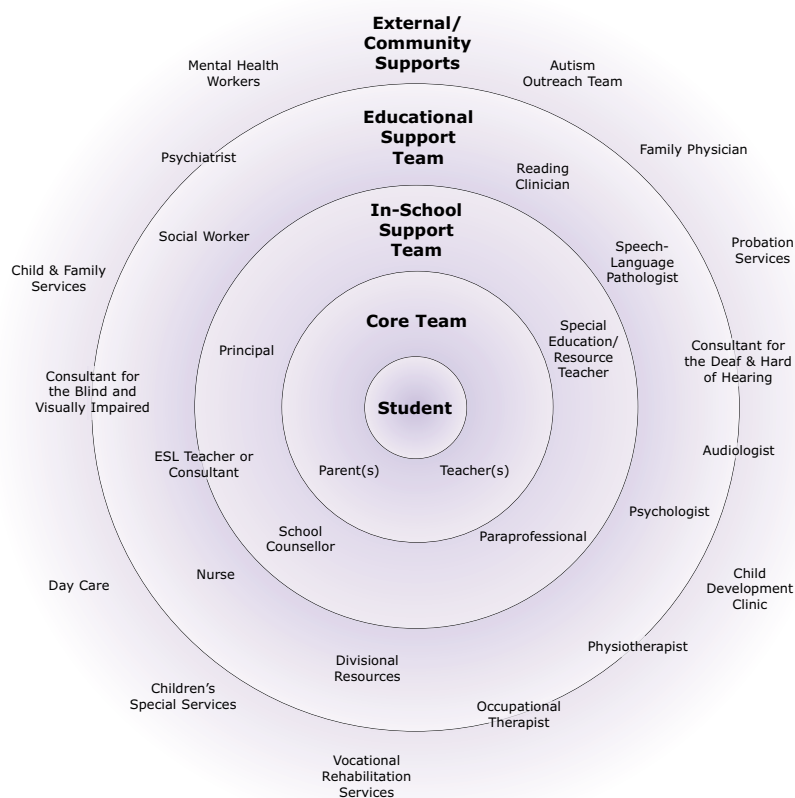 External/
Community
Supports
Mental Health
Workers
Autism
Outreach Team
Educational
Support
Team
Psychiatrist
Family Physician
Reading
Clinician
In-School
Support
Team
Social Worker
Speech-
Language
Pathologist
Probation
Services
Child & Family
Services
Core Team
Special
Education/
Resource
Teacher
Principal
Consultant for
the Deaf & Hard
of Hearing
Consultant for
the Blind and
Visually Impaired
Student
ESL Teacher or
Consultant
Parent(s)
Teacher(s)
Audiologist
Psychologist
School
Counsellor
Paraprofessional
Nurse
Day Care
Child
Development
Clinic
Physiotherapist
Divisional
Resources
Children’s
Special Services
Occupational
Therapist
Vocational
Rehabilitation
Services